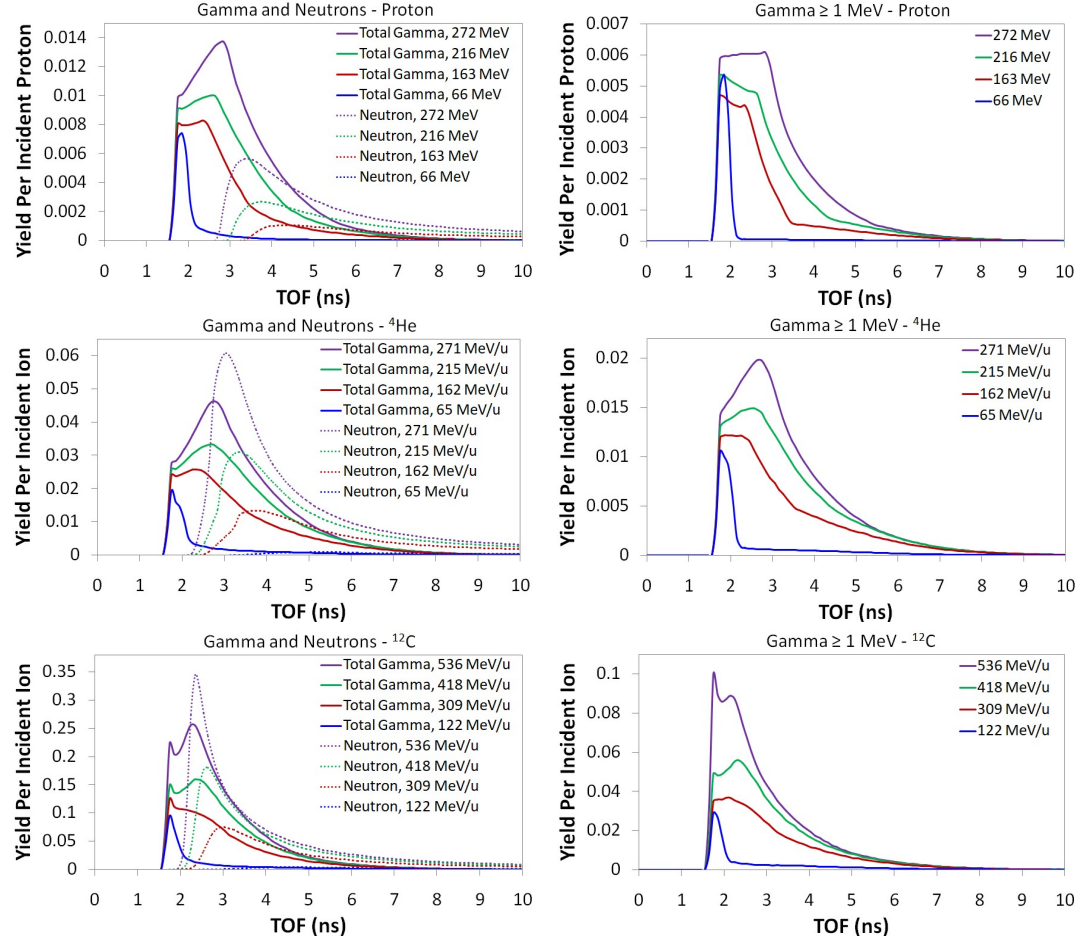 Gamma and Neutrons - Proton
Yield Per Incident Proton
0.014
0.012
0.01
0.008
0.006
0.004
0.002
0
Total Gamma, 272 MeV
Total Gamma, 216 MeV
Total Gamma, 163 MeV
Total Gamma, 66 MeV
Neutron, 272 MeV
Neutron, 216 MeV
Neutron, 163 MeV
Neutron, 66 MeV
0 1 2 3 4 5 6 7 8 9 10
TOF (ns)
Gamma ≥ 1 MeV - Proton
Yield Per Incident Proton
0.007
0.006
0.005
0.004
0.003
0.002
0.001
0
272 MeV
216 MeV
163 MeV
66 MeV
0 1 2 3 4 5 6 7 8 9 10
TOF (ns)
Gamma and Neutrons - ⁴He
Yield Per Incident Ion
0.06
0.05
0.04
0.03
0.02
0.01
0
Total Gamma, 271 MeV/u
Total Gamma, 215 MeV/u
Total Gamma, 162 MeV/u
Total Gamma, 65 MeV/u
Neutron, 271 MeV/u
Neutron, 215 MeV/u
Neutron, 162 MeV/u
Neutron, 65 MeV/u
0 1 2 3 4 5 6 7 8 9 10
TOF (ns)
Gamma ≥ 1 MeV - ⁴He
Yield Per Incident Ion
0.02
0.015
0.01
0.005
0
271 MeV/u
215 MeV/u
162 MeV/u
65 MeV/u
0 1 2 3 4 5 6 7 8 9 10
TOF (ns)
Gamma and Neutrons - ¹²C
Yield Per Incident Ion
0.35
0.3
0.25
0.2
0.15
0.1
0.05
0
Total Gamma, 536 MeV/u
Total Gamma, 418 MeV/u
Total Gamma, 309 MeV/u
Total Gamma, 122 MeV/u
Neutron, 536 MeV/u
Neutron, 418 MeV/u
Neutron, 309 MeV/u
Neutron, 122 MeV/u
0 1 2 3 4 5 6 7 8 9 10
TOF (ns)
Gamma ≥ 1 MeV - ¹²C
Yield Per Incident Ion
0.1
0.08
0.06
0.04
0.02
0
536 MeV/u
418 MeV/u
309 MeV/u
122 MeV/u
0 1 2 3 4 5 6 7 8 9 10
TOF (ns)